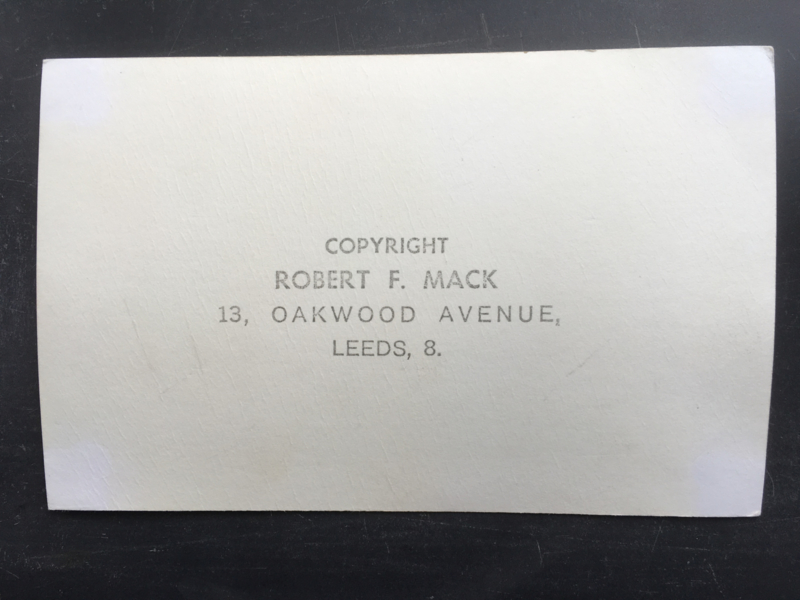 COPYRIGHT
ROBERT F. MACK
13, OAKWOOD AVENUE,
LEEDS, 8.